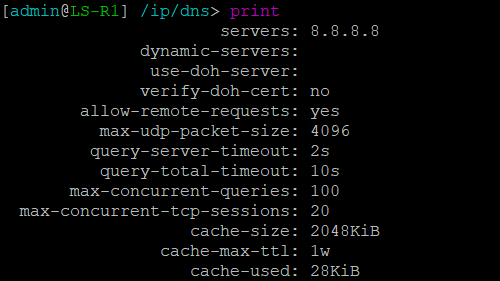 [admin@LS-R1] /ip/dns> print
servers: 8.8.8.8
dynamic-servers:
use-doh-server:
verify-doh-cert: no
allow-remote-requests: yes
max-udp-packet-size: 4096
query-server-timeout: 2s
query-total-timeout: 10s
max-concurrent-queries: 100
max-concurrent-tcp-sessions: 20
cache-size: 2048KiB
cache-max-ttl: 1w
cache-used: 28KiB